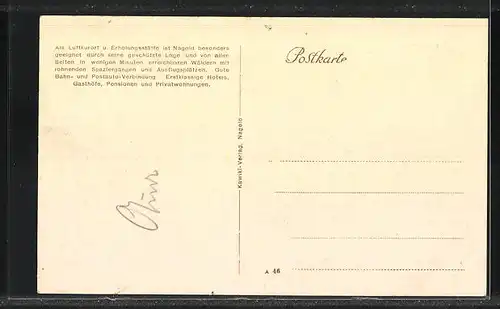 Als Luftkurort u. Erholungsstätte ist Nagold besonders
geeignet durch seine geschützte Lage und von allen
Seiten in wenigen Minuten erreichbaren Wäldern mit
lohnenden Spaziergängen und Ausflugsplätzen. Gute
Bahn- und Postauto-Verbindung. Erstklassige Hotels,
Gasthöfe, Pensionen und Privatwohnungen.
Postkarte
Kawist-Verlag, Nagold
A 46